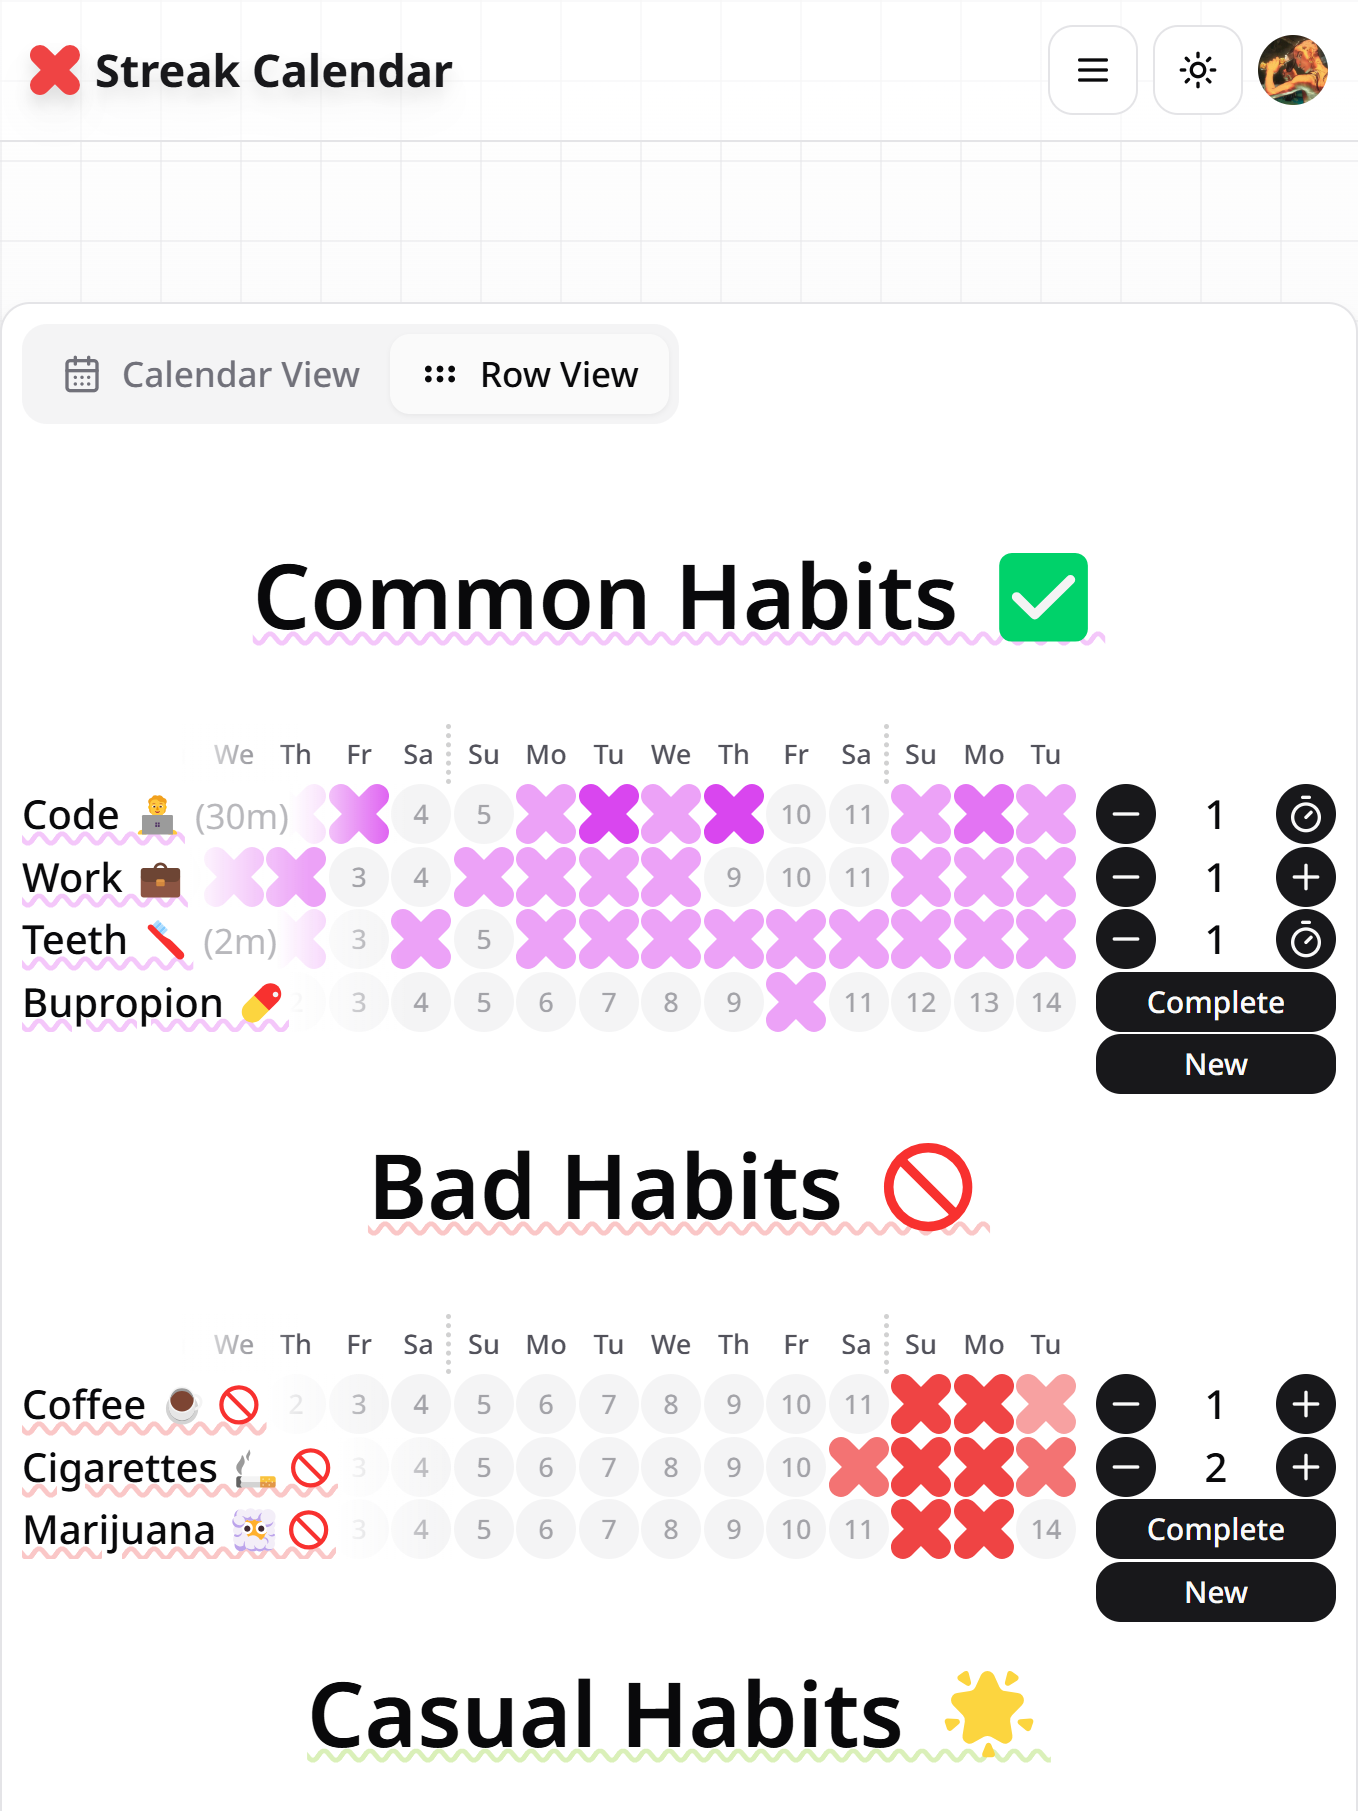 Streak Calendar
Calendar View Row View
Common Habits
We Th Fr Sa Su Mo Tu We Th Fr Sa Su Mo Tu
Code (30m) 4 5 10 11 1
Work 3 4 9 10 11 1
Teeth (2m) 3 5 1
Bupropion 2 3 4 5 6 7 8 9 11 12 13 14 Complete
New
Bad Habits
We Th Fr Sa Su Mo Tu We Th Fr Sa Su Mo Tu
Coffee 2 3 4 5 6 7 8 9 10 11 1
Cigarettes 3 4 5 6 7 8 9 10 2
Marijuana 3 4 5 6 7 8 9 10 11 14 Complete
New
Casual Habits